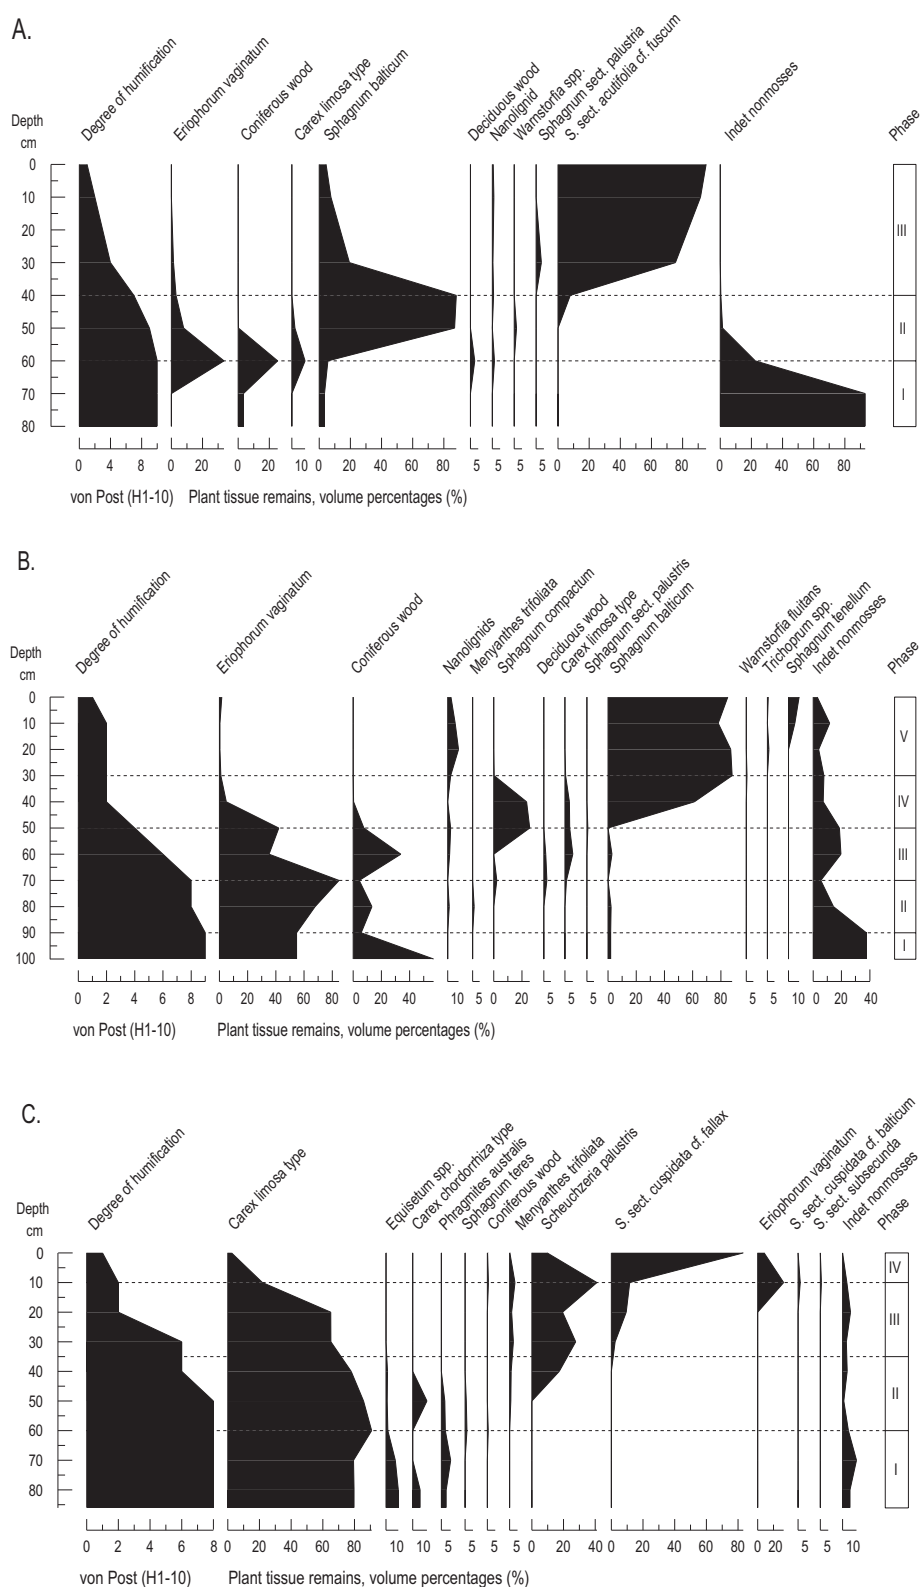 A.
Degree of humification
Eriophorum vaginatum
Coniferous wood
Carex limosa type
Sphagnum balticum
Deciduous wood
Nanolignid
Warnstorfia spp.
Sphagnum sect. palustria
S. sect. acutifolia cf. fuscum
Indet nonmosses
Phase
Depth
cm
0
10
20
30
40
50
60
70
80
III
II
I
0 4 8 0 20 0 20 0 10 0 20 40 60 80 5 5 5 5 0 20 40 60 80 0 20 40 60 80
von Post (H1-10) Plant tissue remains, volume percentages (%)
B.
Degree of humification
Eriophorum vaginatum
Coniferous wood
Nanolignids
Menyanthes trifoliata
Sphagnum compactum
Deciduous wood
Carex limosa type
Sphagnum sect. palustris
Sphagnum balticum
Warnstorfia fluitans
Trichoprum spp.
Sphagnum tenellum
Indet nonmosses
Phase
Depth
cm
0
10
20
30
40
50
60
70
80
90
100
V
IV
III
II
I
0 2 4 6 8 0 20 40 60 80 0 20 40 10 5 0 20 5 5 5 0 20 40 60 80 5 5 10 0 20 40
von Post (H1-10) Plant tissue remains, volume percentages (%)
C.
Degree of humification
Carex limosa type
Equisetum spp.
Carex chordorrhiza type
Phragmites australis
Sphagnum teres
Coniferous wood
Menyanthes trifoliata
Scheuchzeria palustris
S. sect. cuspidata cf. fallax
Eriophorum vaginatum
S. sect. cuspidata cf. balticum
S. sect. subsecunda
Indet nonmosses
Phase
Depth
cm
0
10
20
30
40
50
60
70
80
IV
III
II
I
0 2 4 6 8 0 20 40 60 80 10 10 10 5 5 5 0 20 40 0 20 40 60 80 0 20 5 5 10
von Post (H1-10) Plant tissue remains, volume percentages (%)